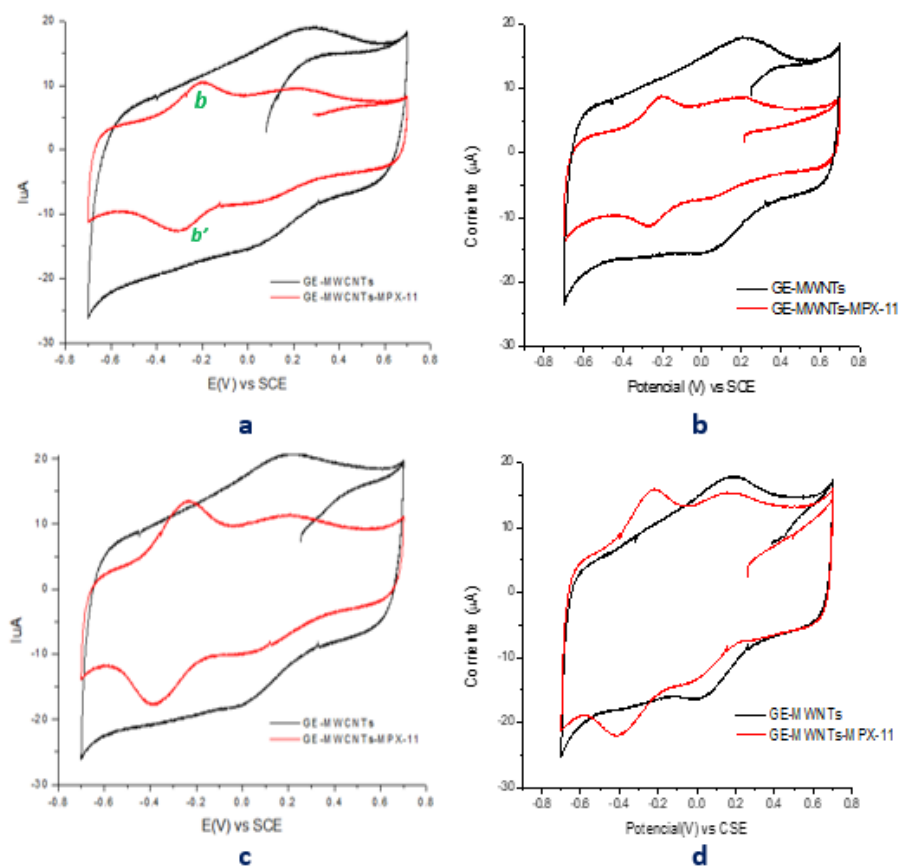 20
10
0
-10
-20
-30
I uA
b
b'
GE-MWCNTs
GE-MWCNTs-MPX-11
-0.8 -0.6 -0.4 -0.2 0.0 0.2 0.4 0.6 0.8
E(V) vs SCE
a
20
10
0
-10
-20
-30
Corriente (µA)
GE-MWNTs
GE-MWNTs-MPX-11
-0.8 -0.6 -0.4 -0.2 0.0 0.2 0.4 0.6 0.8
Potencial (V) vs SCE
b
20
10
0
-10
-20
-30
I uA
GE-MWCNTs
GE-MWCNTs-MPX-11
-0.8 -0.6 -0.4 -0.2 0.0 0.2 0.4 0.6 0.8
E(V) vs SCE
c
20
10
0
-10
-20
-30
Corriente (µA)
GE-MWNTs
GE-MWNTs-MPX-11
-0.8 -0.6 -0.4 -0.2 0.0 0.2 0.4 0.6 0.8
Potencial(V) vs CSE
d